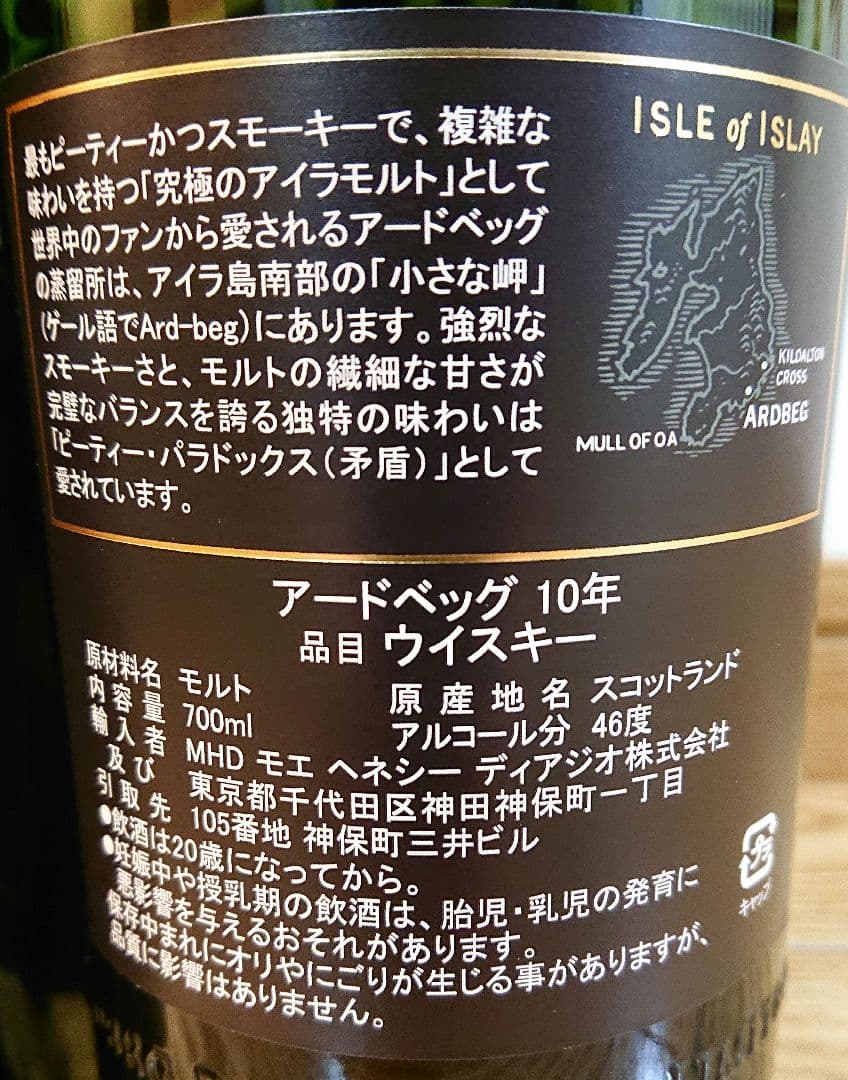 最もピーティーかつスモーキーで、複雑な
味わいを持つ「究極のアイラモルト」として
世界中のファンから愛されるアードベッグ
の蒸留所は、アイラ島南部の「小さな岬」
(ゲール語でArd-beg)にあります。強烈な
スモーキーさと、モルトの繊細な甘さが
完璧なバランスを誇る独特の味わいは
「ピーティー・パラドックス(矛盾)」として
愛されています。
ISLE of ISLAY
KILDALTON
CROSS
ARDBEG
MULL OF OA
アードベッグ 10年
品目 ウイスキー
原材料名 モルト 原産地名 スコットランド
内容量 700ml アルコール分 46度
輸入者 MHD モエ ヘネシー ディアジオ株式会社
及び 東京都千代田区神田神保町一丁目
引取先 105番地 神保町三井ビル
●飲酒は20歳になってから。
●妊娠中や授乳期の飲酒は、胎児・乳児の発育に
悪影響を与えるおそれがあります。
保存中まれにオリやにごりが生じる事がありますが、
品質に影響はありません。
プラ
キャップ